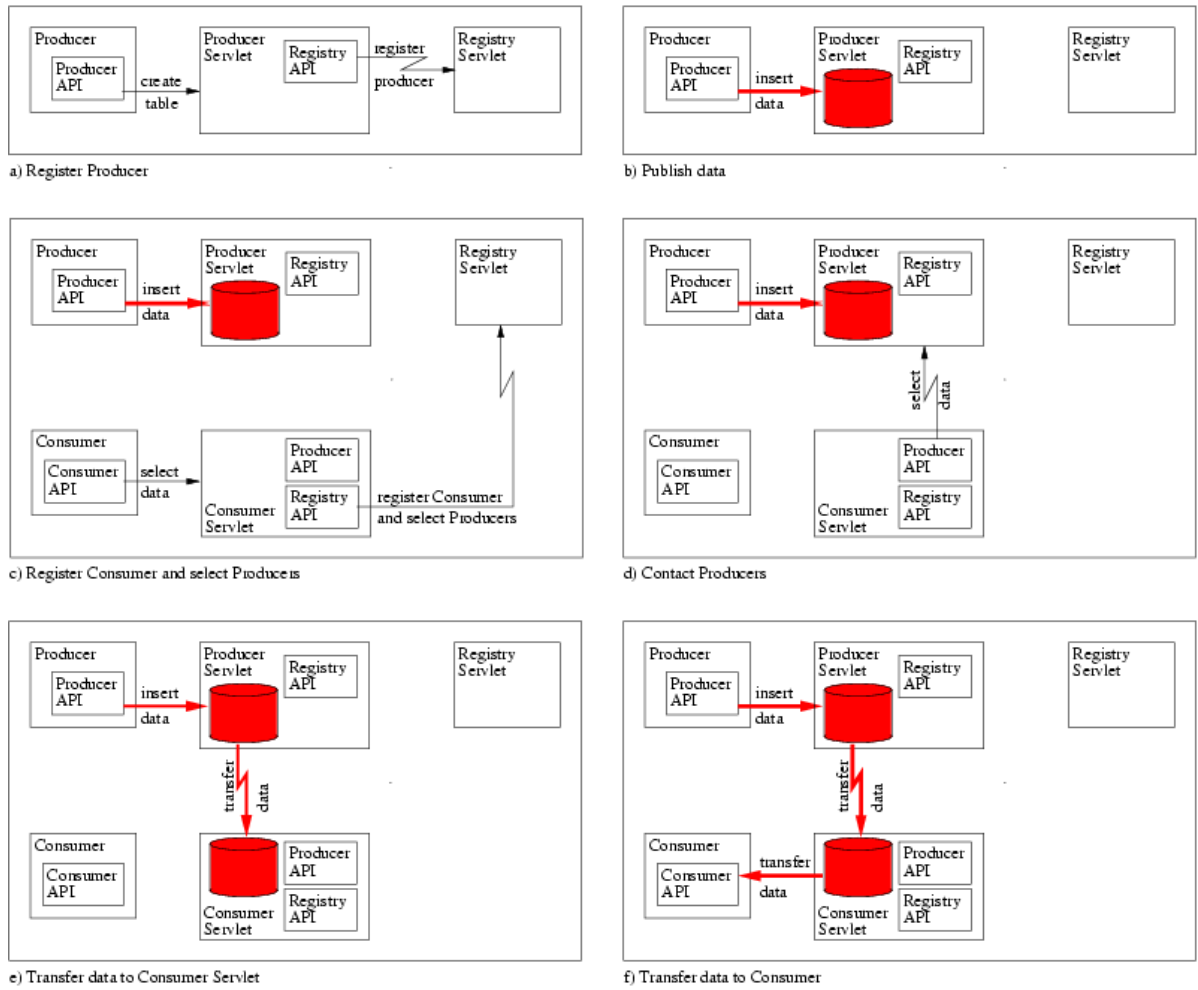 Producer
Producer
API
create
table
Producer
Servlet
Registry
API
register
producer
Registry
Servlet
a) Register Producer
Producer
Producer
API
insert
data
Producer
Servlet
Registry
API
Registry
Servlet
b) Publish data
Producer
Producer
API
insert
data
Producer
Servlet
Registry
API
Registry
Servlet
Consumer
Consumer
API
select
data
Producer
API
Registry
API
Consumer
Servlet
register Consumer
and select Producers
c) Register Consumer and select Producers
Producer
Producer
API
insert
data
Producer
Servlet
Registry
API
Registry
Servlet
select
data
Consumer
Consumer
API
Producer
API
Registry
API
Consumer
Servlet
d) Contact Producers
Producer
Producer
API
insert
data
Producer
Servlet
Registry
API
Registry
Servlet
transfer
data
Consumer
Consumer
API
Producer
API
Registry
API
Consumer
Servlet
e) Transfer data to Consumer Servlet
Producer
Producer
API
insert
data
Producer
Servlet
Registry
API
Registry
Servlet
transfer
data
Consumer
Consumer
API
transfer
data
Producer
API
Registry
API
Consumer
Servlet
f) Transfer data to Consumer